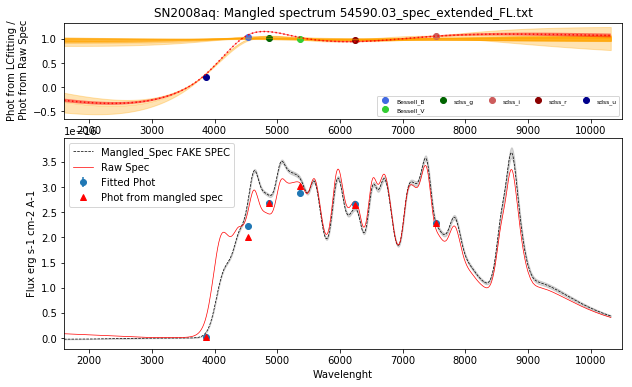 SN2008aq: Mangled spectrum 54590.03_spec_extended_FL.txt
Phot from LCfitting /
Phot from Raw Spec
1.0
0.5
0.0
−0.5
Bessell_B
Bessell_V
sdss_g
sdss_i
sdss_r
sdss_u
2000 3000 4000 5000 6000 7000 8000 9000 10000
1e−16
Mangled_Spec FAKE SPEC
Raw Spec
Fitted Phot
Phot from mangled spec
Flux erg s-1 cm-2 A-1
3.5
3.0
2.5
2.0
1.5
1.0
0.5
0.0
2000 3000 4000 5000 6000 7000 8000 9000 10000
Wavelenght